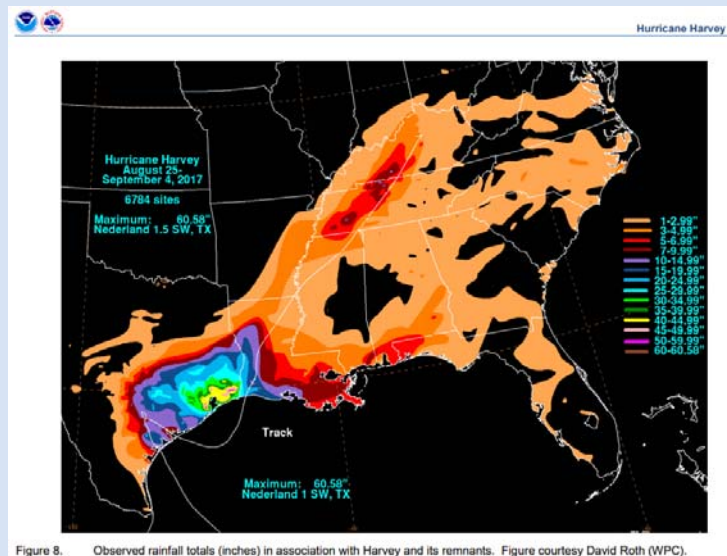 Hurricane Harvey
Hurricane Harvey
August 25-
September 4, 2017
6784 sites
Maximum: 60.58"
Nederland 1.5 SW, TX
1-2.99"
3-4.99"
5-6.99"
7-9.99"
10-14.99"
15-19.99"
20-24.99"
25-29.99"
30-34.99"
35-39.99"
40-44.99"
45-49.99"
50-59.99"
60-60.58"
Track
Maximum: 60.58"
Nederland 1 SW, TX
Figure 8. Observed rainfall totals (inches) in association with Harvey and its remnants. Figure courtesy David Roth (WPC).